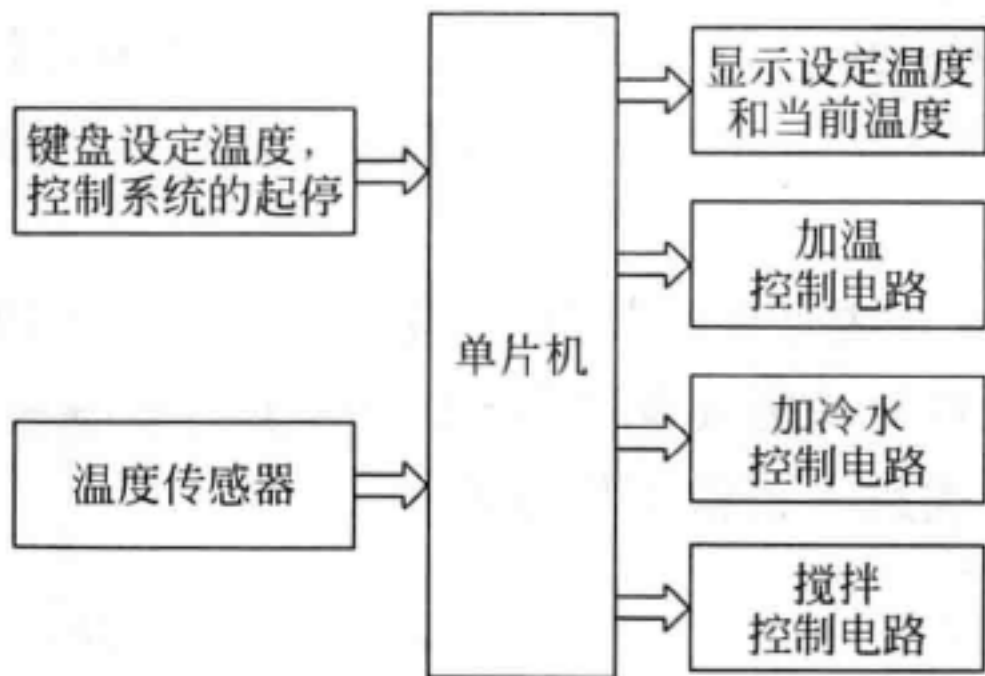 键盘设定温度，
控制系统的起停
温度传感器
单片机
显示设定温度
和当前温度
加温
控制电路
加冷水
控制电路
搅拌
控制电路